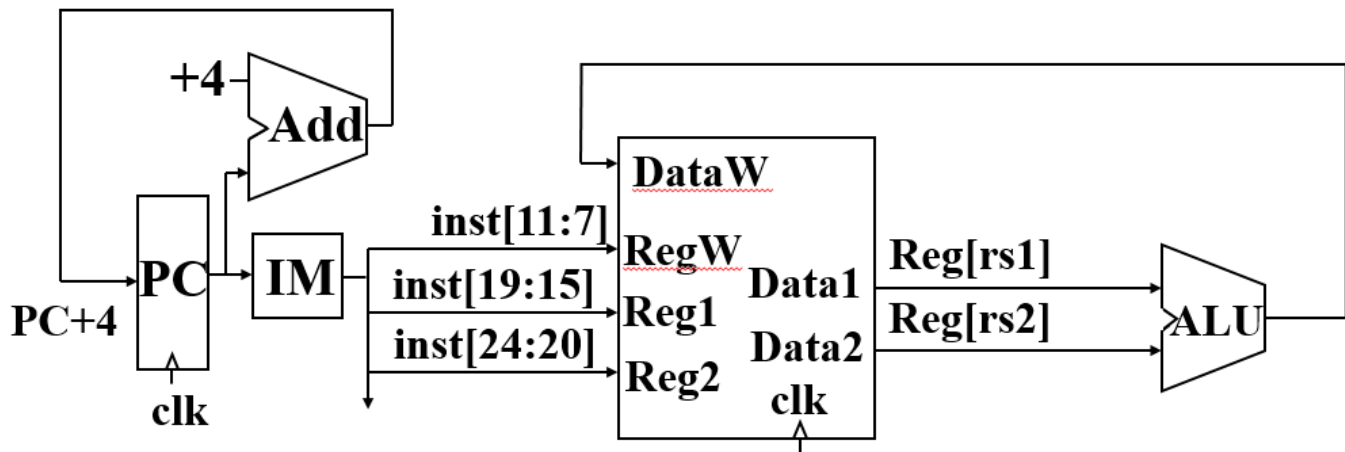 +4
Add
PC
IM
PC+4
clk
inst[11:7]
inst[19:15]
inst[24:20]
DataW
RegW
Reg1
Reg2
Data1
Data2
clk
Reg[rs1]
Reg[rs2]
ALU